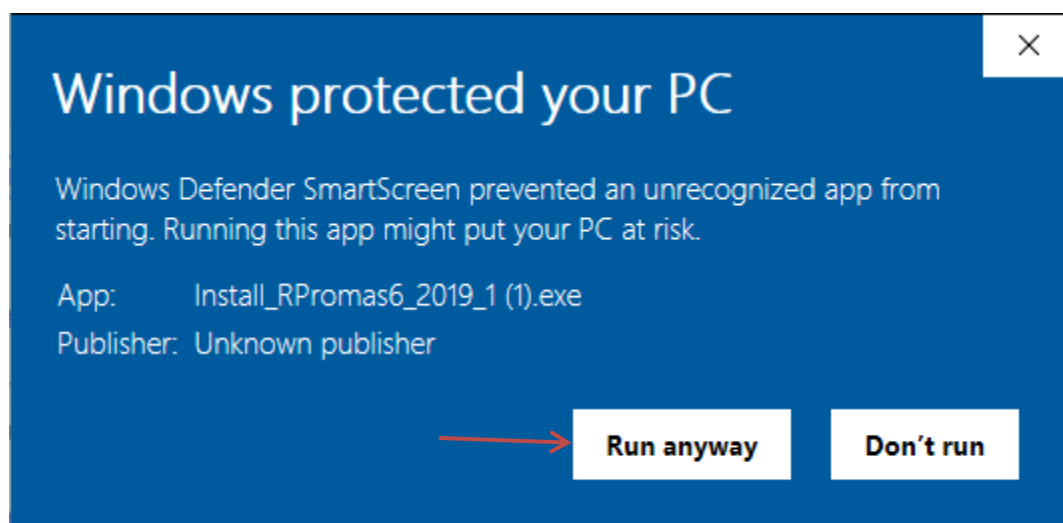 Windows protected your PC
Windows Defender SmartScreen prevented an unrecognized app from
starting. Running this app might put your PC at risk.
App: Install_RPromas6_2019_1 (1).exe
Publisher: Unknown publisher
Run anyway Don't run